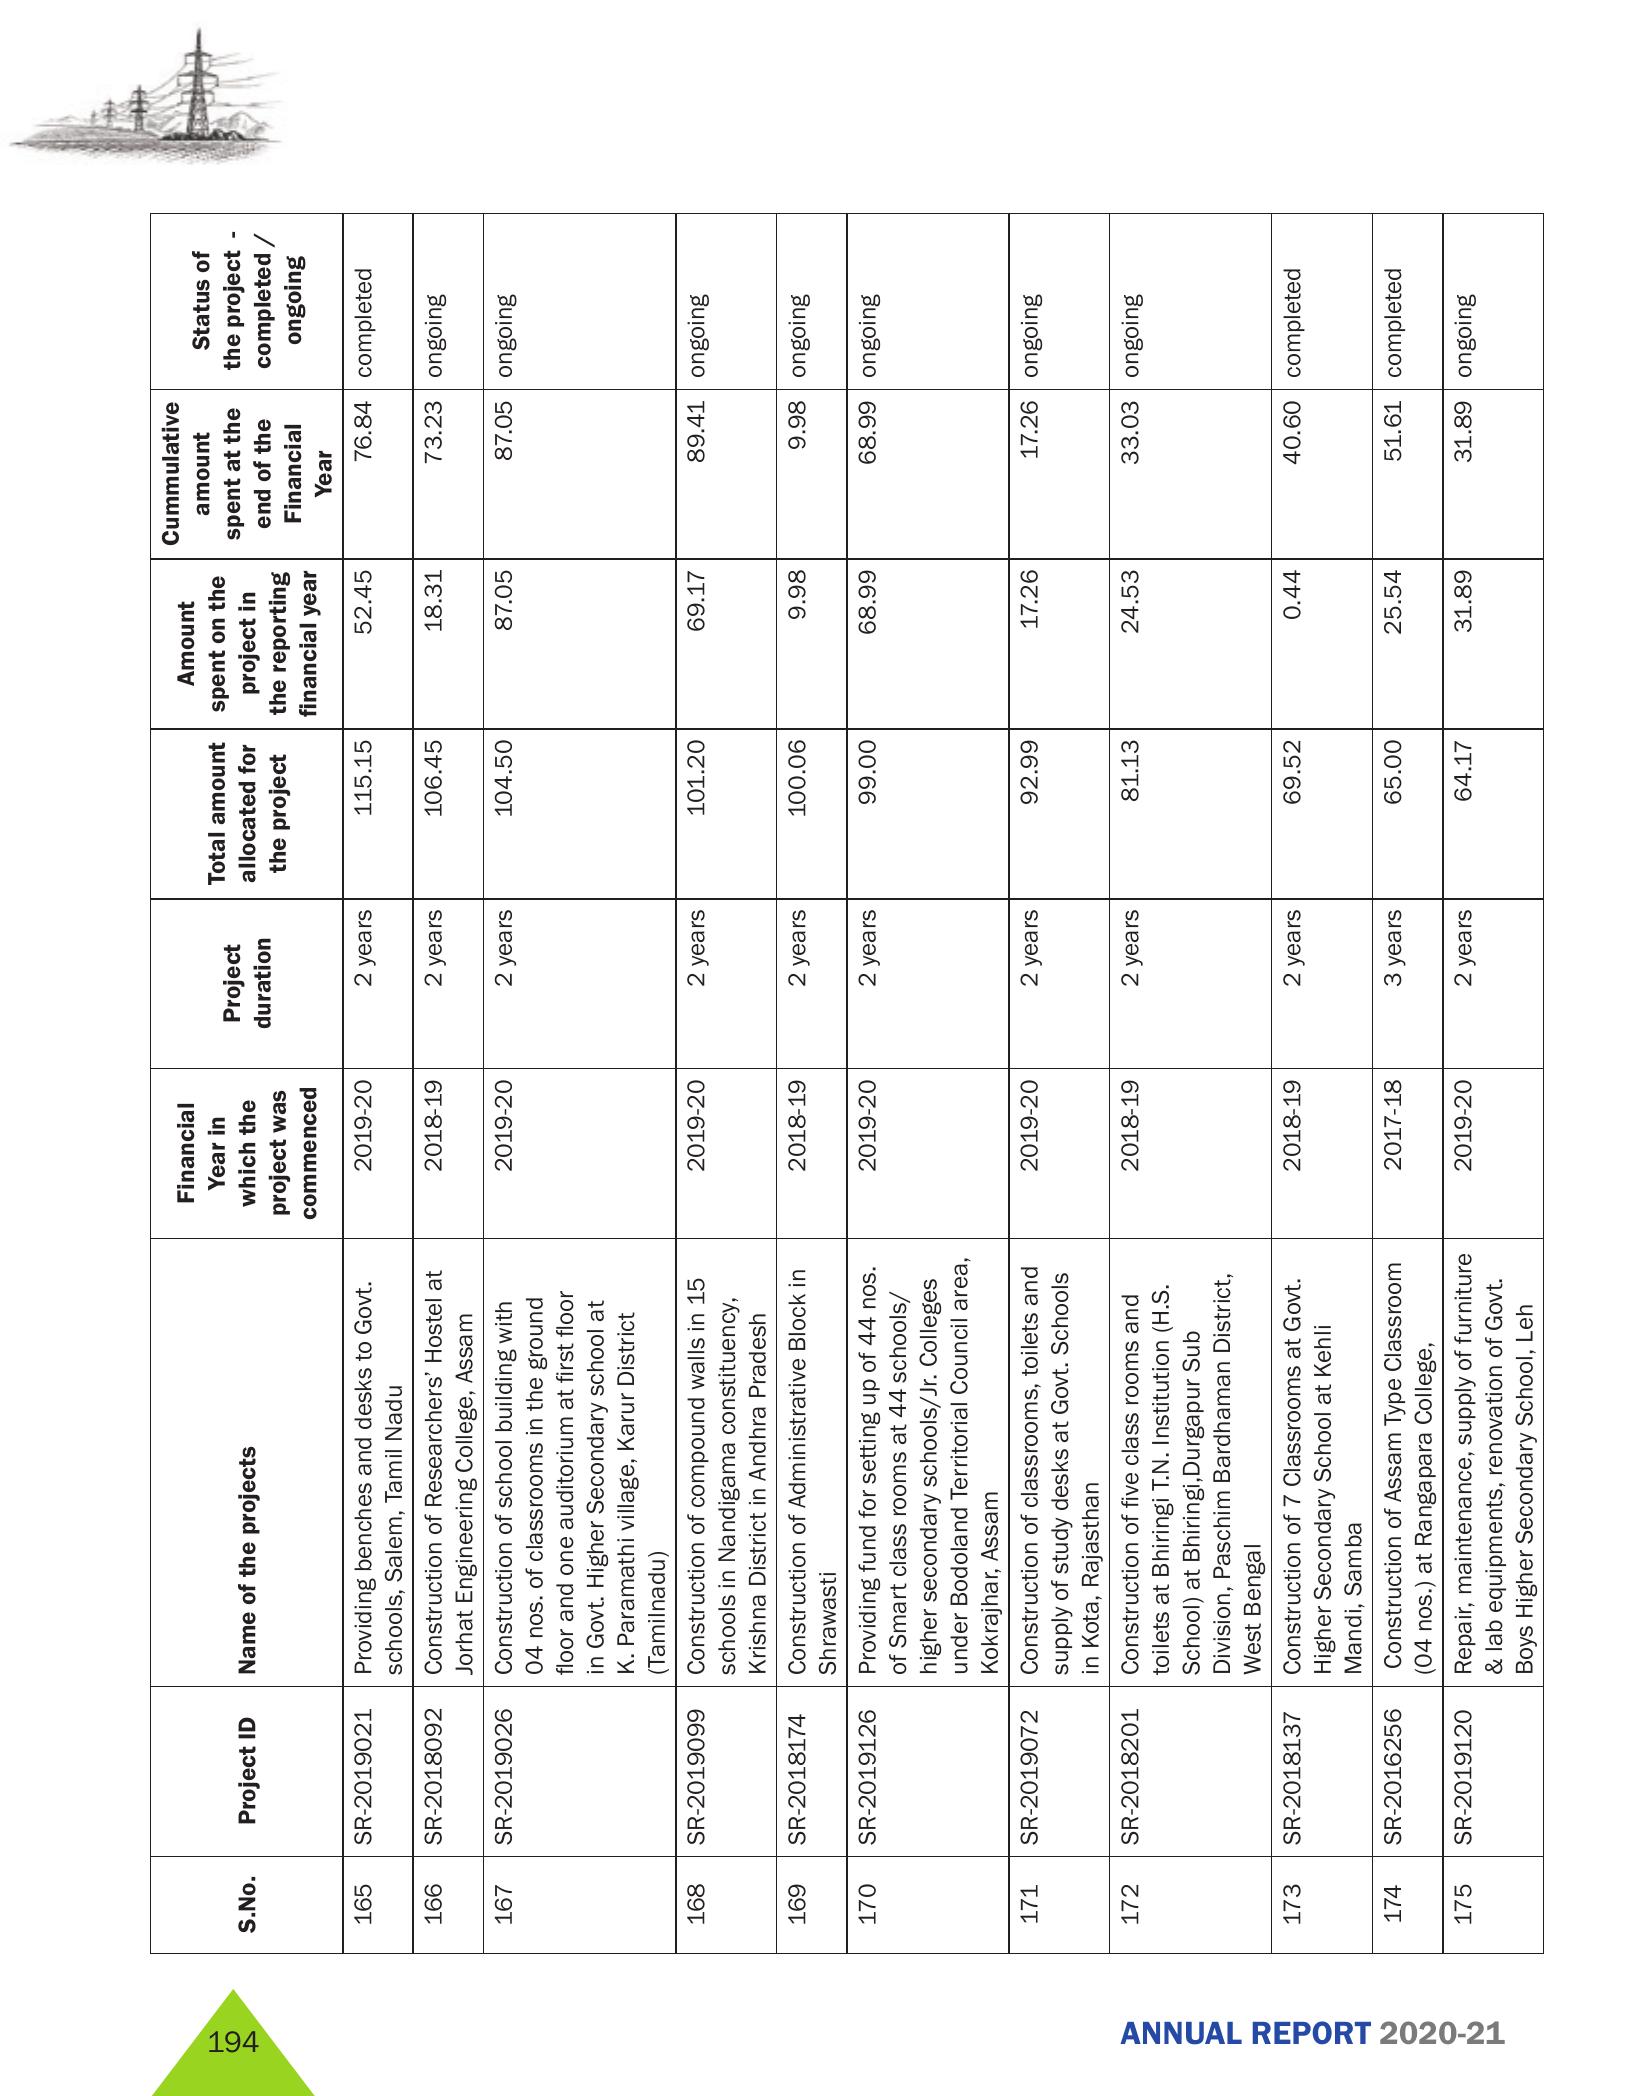 S.No.
Project ID
Name of the projects
Financial
Year in
which the
project was
commenced
Project
duration
Total amount
allocated for
the project
Amount
spent on the
project in
the reporting
financial year
Cummulative
amount
spent at the
end of the
Financial
Year
Status of
the project -
completed /
ongoing
165 SR-2019021 Providing benches and desks to Govt. 2019-20 2 years 115.15 52.45 76.84 completed
schools, Salem, Tamil Nadu
166 SR-2018092 Construction of Researchers’ Hostel at 2018-19 2 years 106.45 18.31 73.23 ongoing
Jorhat Engineering College, Assam
167 SR-2019026 Construction of school building with 2019-20 2 years 104.50 87.05 87.05 ongoing
04 nos. of classrooms in the ground
floor and one auditorium at first floor
in Govt. Higher Secondary school at
K. Paramathi village, Karur District
(Tamilnadu)
168 SR-2019099 Construction of compound walls in 15 2019-20 2 years 101.20 69.17 89.41 ongoing
schools in Nandigama constituency,
Krishna District in Andhra Pradesh
169 SR-2018174 Construction of Administrative Block in 2018-19 2 years 100.06 9.98 9.98 ongoing
Shrawasti
170 SR-2019126 Providing fund for setting up of 44 nos. 2019-20 2 years 99.00 68.99 68.99 ongoing
of Smart class rooms at 44 schools/
higher secondary schools/Jr. Colleges
under Bodoland Territorial Council area,
Kokrajhar, Assam
171 SR-2019072 Construction of classrooms, toilets and 2019-20 2 years 92.99 17.26 17.26 ongoing
supply of study desks at Govt. Schools
in Kota, Rajasthan
172 SR-2018201 Construction of five class rooms and 2018-19 2 years 81.13 24.53 33.03 ongoing
toilets at Bhiringi T.N. Institution (H.S.
School) at Bhiringi,Durgapur Sub
Division, Paschim Bardhaman District,
West Bengal
173 SR-2018137 Construction of 7 Classrooms at Govt. 2018-19 2 years 69.52 0.44 40.60 completed
Higher Secondary School at Kehli
Mandi, Samba
174 SR-2016256 Construction of Assam Type Classroom 2017-18 3 years 65.00 25.54 51.61 completed
(04 nos.) at Rangapara College,
175 SR-2019120 Repair, maintenance, supply of furniture 2019-20 2 years 64.17 31.89 31.89 ongoing
& lab equipments, renovation of Govt.
Boys Higher Secondary School, Leh
194
ANNUAL REPORT 2020-21